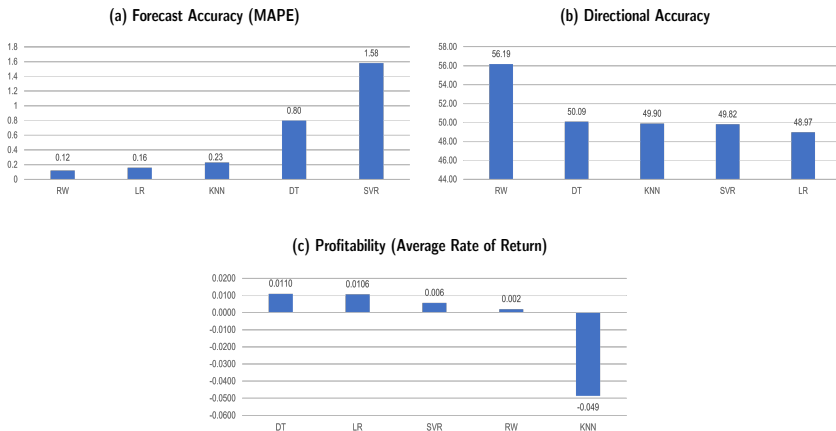 (a) Forecast Accuracy (MAPE)
1.8
1.6
1.4
1.2
1
0.8
0.6
0.4
0.2
0
0.12
0.16
0.23
0.80
1.58
RW
LR
KNN
DT
SVR
(b) Directional Accuracy
58.00
56.00
54.00
52.00
50.00
48.00
46.00
44.00
56.19
50.09
49.90
49.82
48.97
RW
DT
KNN
SVR
LR
(c) Profitability (Average Rate of Return)
0.0200
0.0100
0.0000
-0.0100
-0.0200
-0.0300
-0.0400
-0.0500
-0.0600
0.0110
0.0106
0.006
0.002
-0.049
DT
LR
SVR
RW
KNN